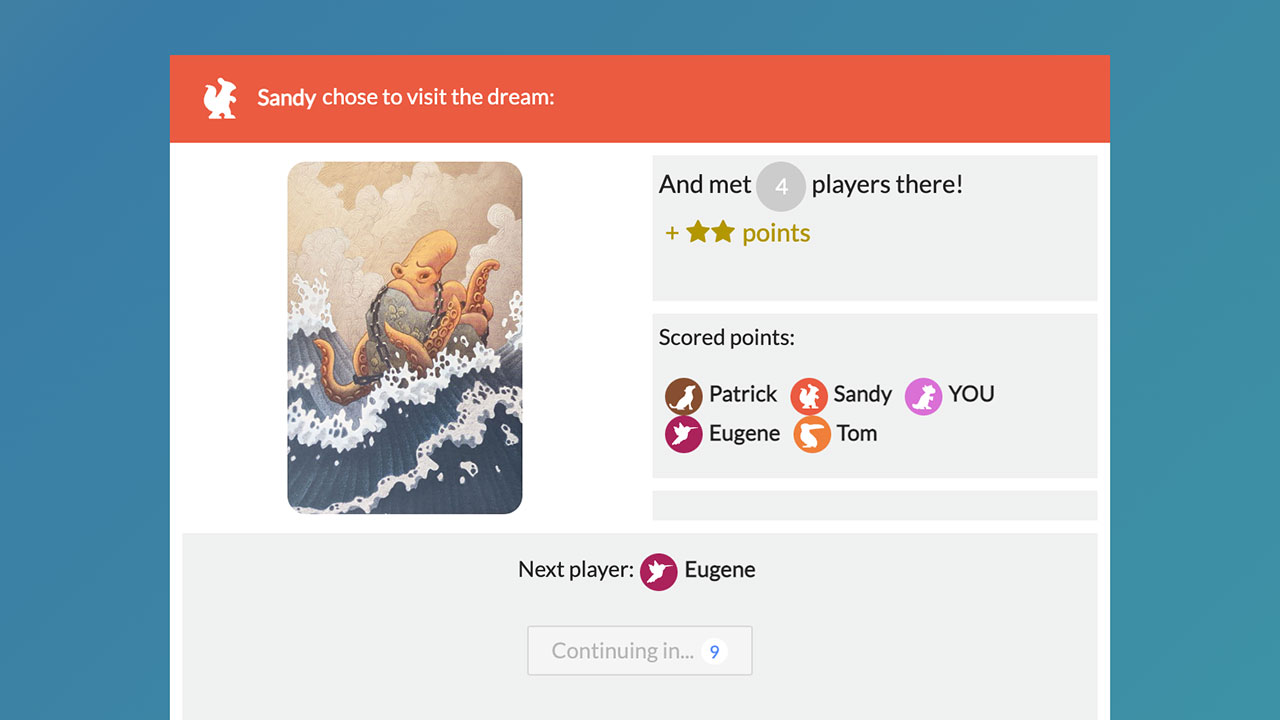 Sandy chose to visit the dream:
And met 4 players there!
+ ★★ points
Scored points:
Patrick Sandy YOU
Eugene Tom
Next player: Eugene
Continuing in... 9